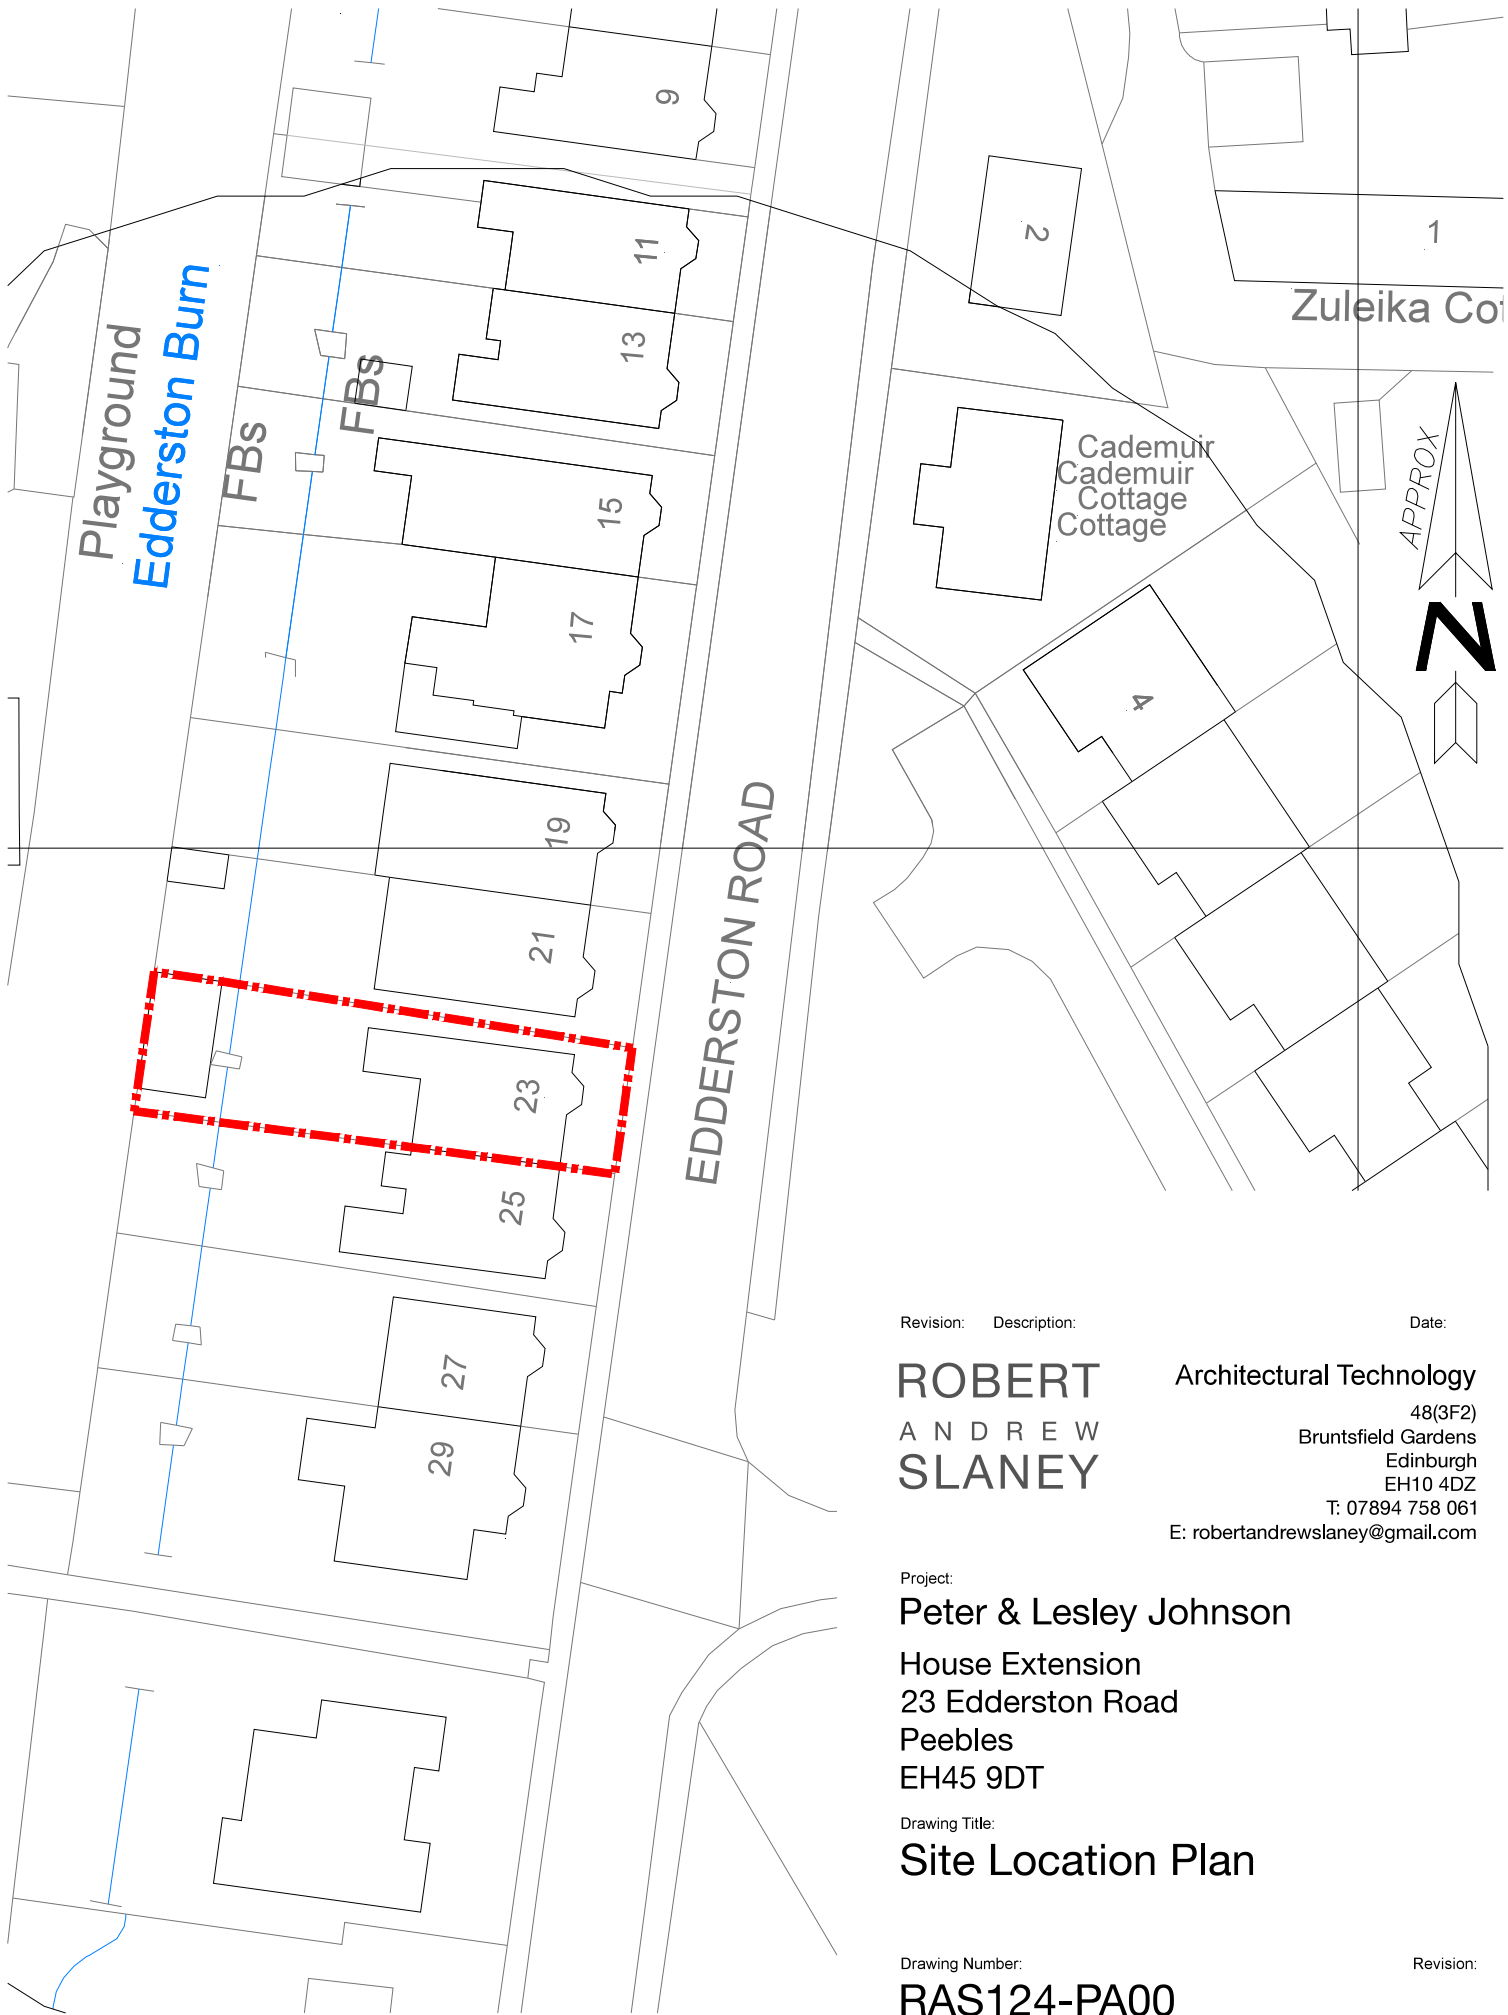 9
11
13
15
17
19
21
23
25
27
29
2
1
4
Zuleika Cot
Playground
Edderston Burn
FBs
FBs
Cademuir
Cademuir
Cottage
Cottage
APPROX
N
EDDERSTON ROAD
Revision: Description: Date:
ROBERT
ANDREW
SLANEY
Architectural Technology
48(3F2)
Bruntsfield Gardens
Edinburgh
EH10 4DZ
T: 07894 758 061
E: robertandrewslaney@gmail.com
Project:
Peter & Lesley Johnson
House Extension
23 Edderston Road
Peebles
EH45 9DT
Drawing Title:
Site Location Plan
Drawing Number: Revision:
RAS124-PA00